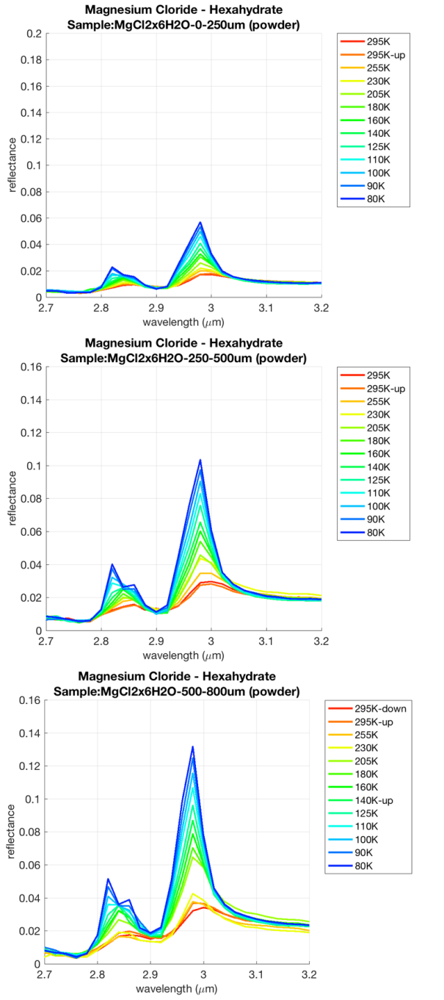 Magnesium Cloride - Hexahydrate
Sample:MgCl2x6H2O-0-250um (powder)
0.2
0.18
0.16
0.14
0.12
0.1
0.08
0.06
0.04
0.02
0
reflectance
2.7 2.8 2.9 3 3.1 3.2
wavelength (μm)
295K
295K-up
255K
230K
205K
180K
160K
140K
125K
110K
100K
90K
80K
Magnesium Cloride - Hexahydrate
Sample:MgCl2x6H2O-250-500um (powder)
0.16
0.14
0.12
0.1
0.08
0.06
0.04
0.02
0
reflectance
2.7 2.8 2.9 3 3.1 3.2
wavelength (μm)
295K
295K-up
255K
230K
205K
180K
160K
140K
125K
110K
100K
90K
80K
Magnesium Cloride - Hexahydrate
Sample:MgCl2x6H2O-500-800um (powder)
0.16
0.14
0.12
0.1
0.08
0.06
0.04
0.02
0
reflectance
2.7 2.8 2.9 3 3.1 3.2
wavelength (μm)
295K-down
295K-up
255K
230K
205K
180K
160K
140K-up
125K
110K
100K
90K
80K